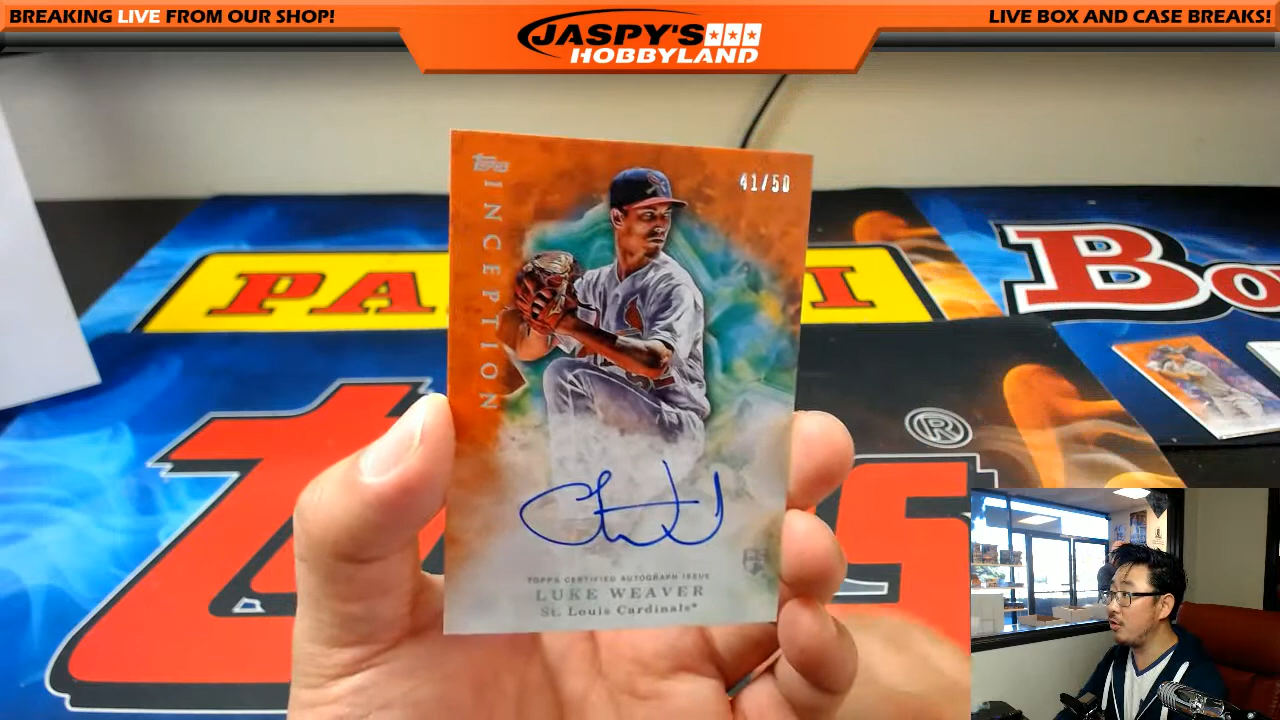 BREAKING LIVE FROM OUR SHOP!
JASPY'S
HOBBYLAND
LIVE BOX AND CASE BREAKS!
Topps
INCEPTION
41/50
TOPPS CERTIFIED AUTOGRAPH ISSUE
LUKE WEAVER
St. Louis Cardinals®
®